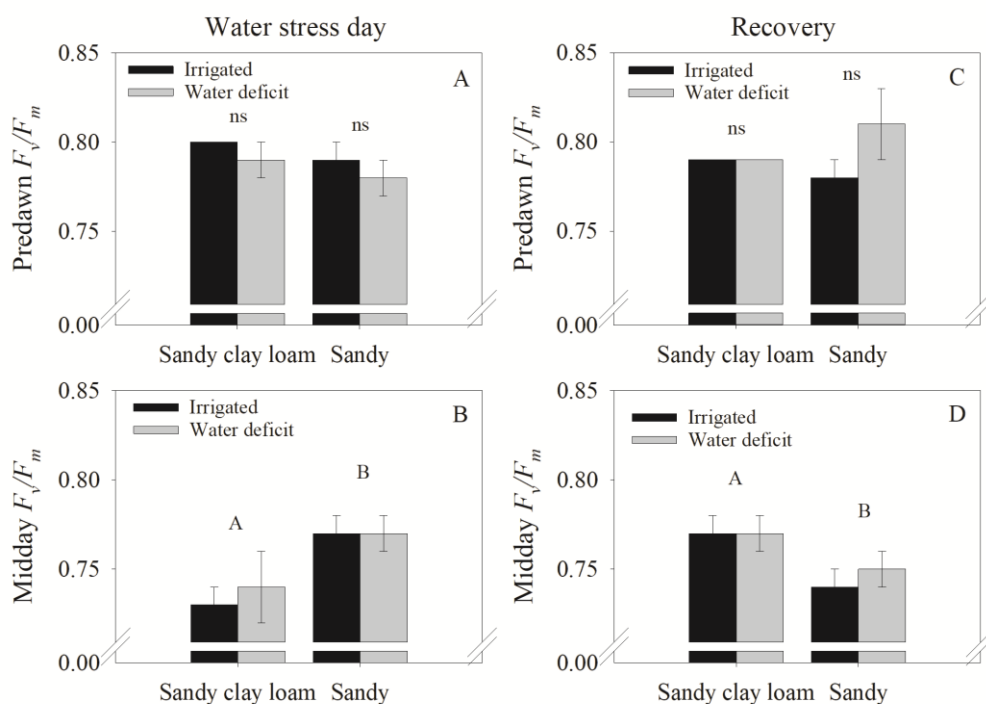 Water stress day
Recovery
0.85
Irrigated
Water deficit
A
ns
ns
0.80
0.75
0.00
Predawn Fv/Fm
Sandy clay loam
Sandy
0.85
Irrigated
Water deficit
C
ns
ns
0.80
0.75
0.00
Predawn Fv/Fm
Sandy clay loam
Sandy
0.85
Irrigated
Water deficit
B
A
B
0.80
0.75
0.00
Midday Fv/Fm
Sandy clay loam
Sandy
0.85
Irrigated
Water deficit
D
A
B
0.80
0.75
0.00
Midday Fv/Fm
Sandy clay loam
Sandy